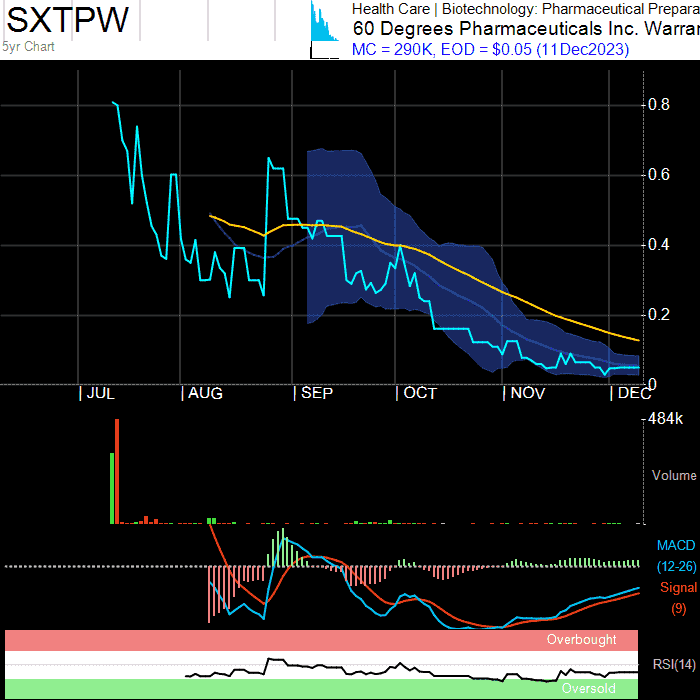 SXTPW
5yr Chart
Health Care | Biotechnology: Pharmaceutical Prepara
60 Degrees Pharmaceuticals Inc. Warra
MC = 290K, EOD = $0.05 (11Dec2023)
0.8
0.6
0.4
0.2
0
| JUL | AUG | SEP | OCT | NOV | DEC
484k
Volume
MACD
(12-26)
Signal
(9)
Overbought
RSI(14)
Oversold